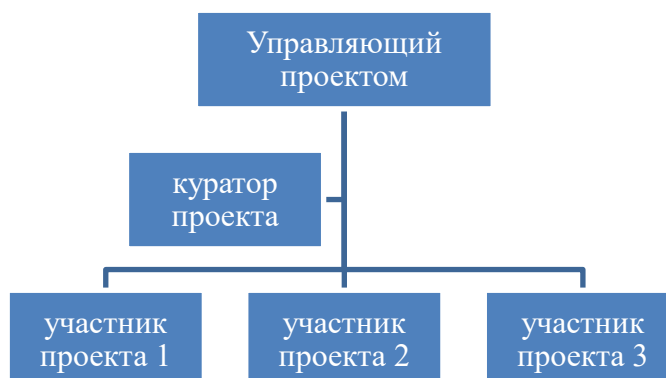 Управляющий
проектом
куратор
проекта
участник
проекта 1
участник
проекта 2
участник
проекта 3